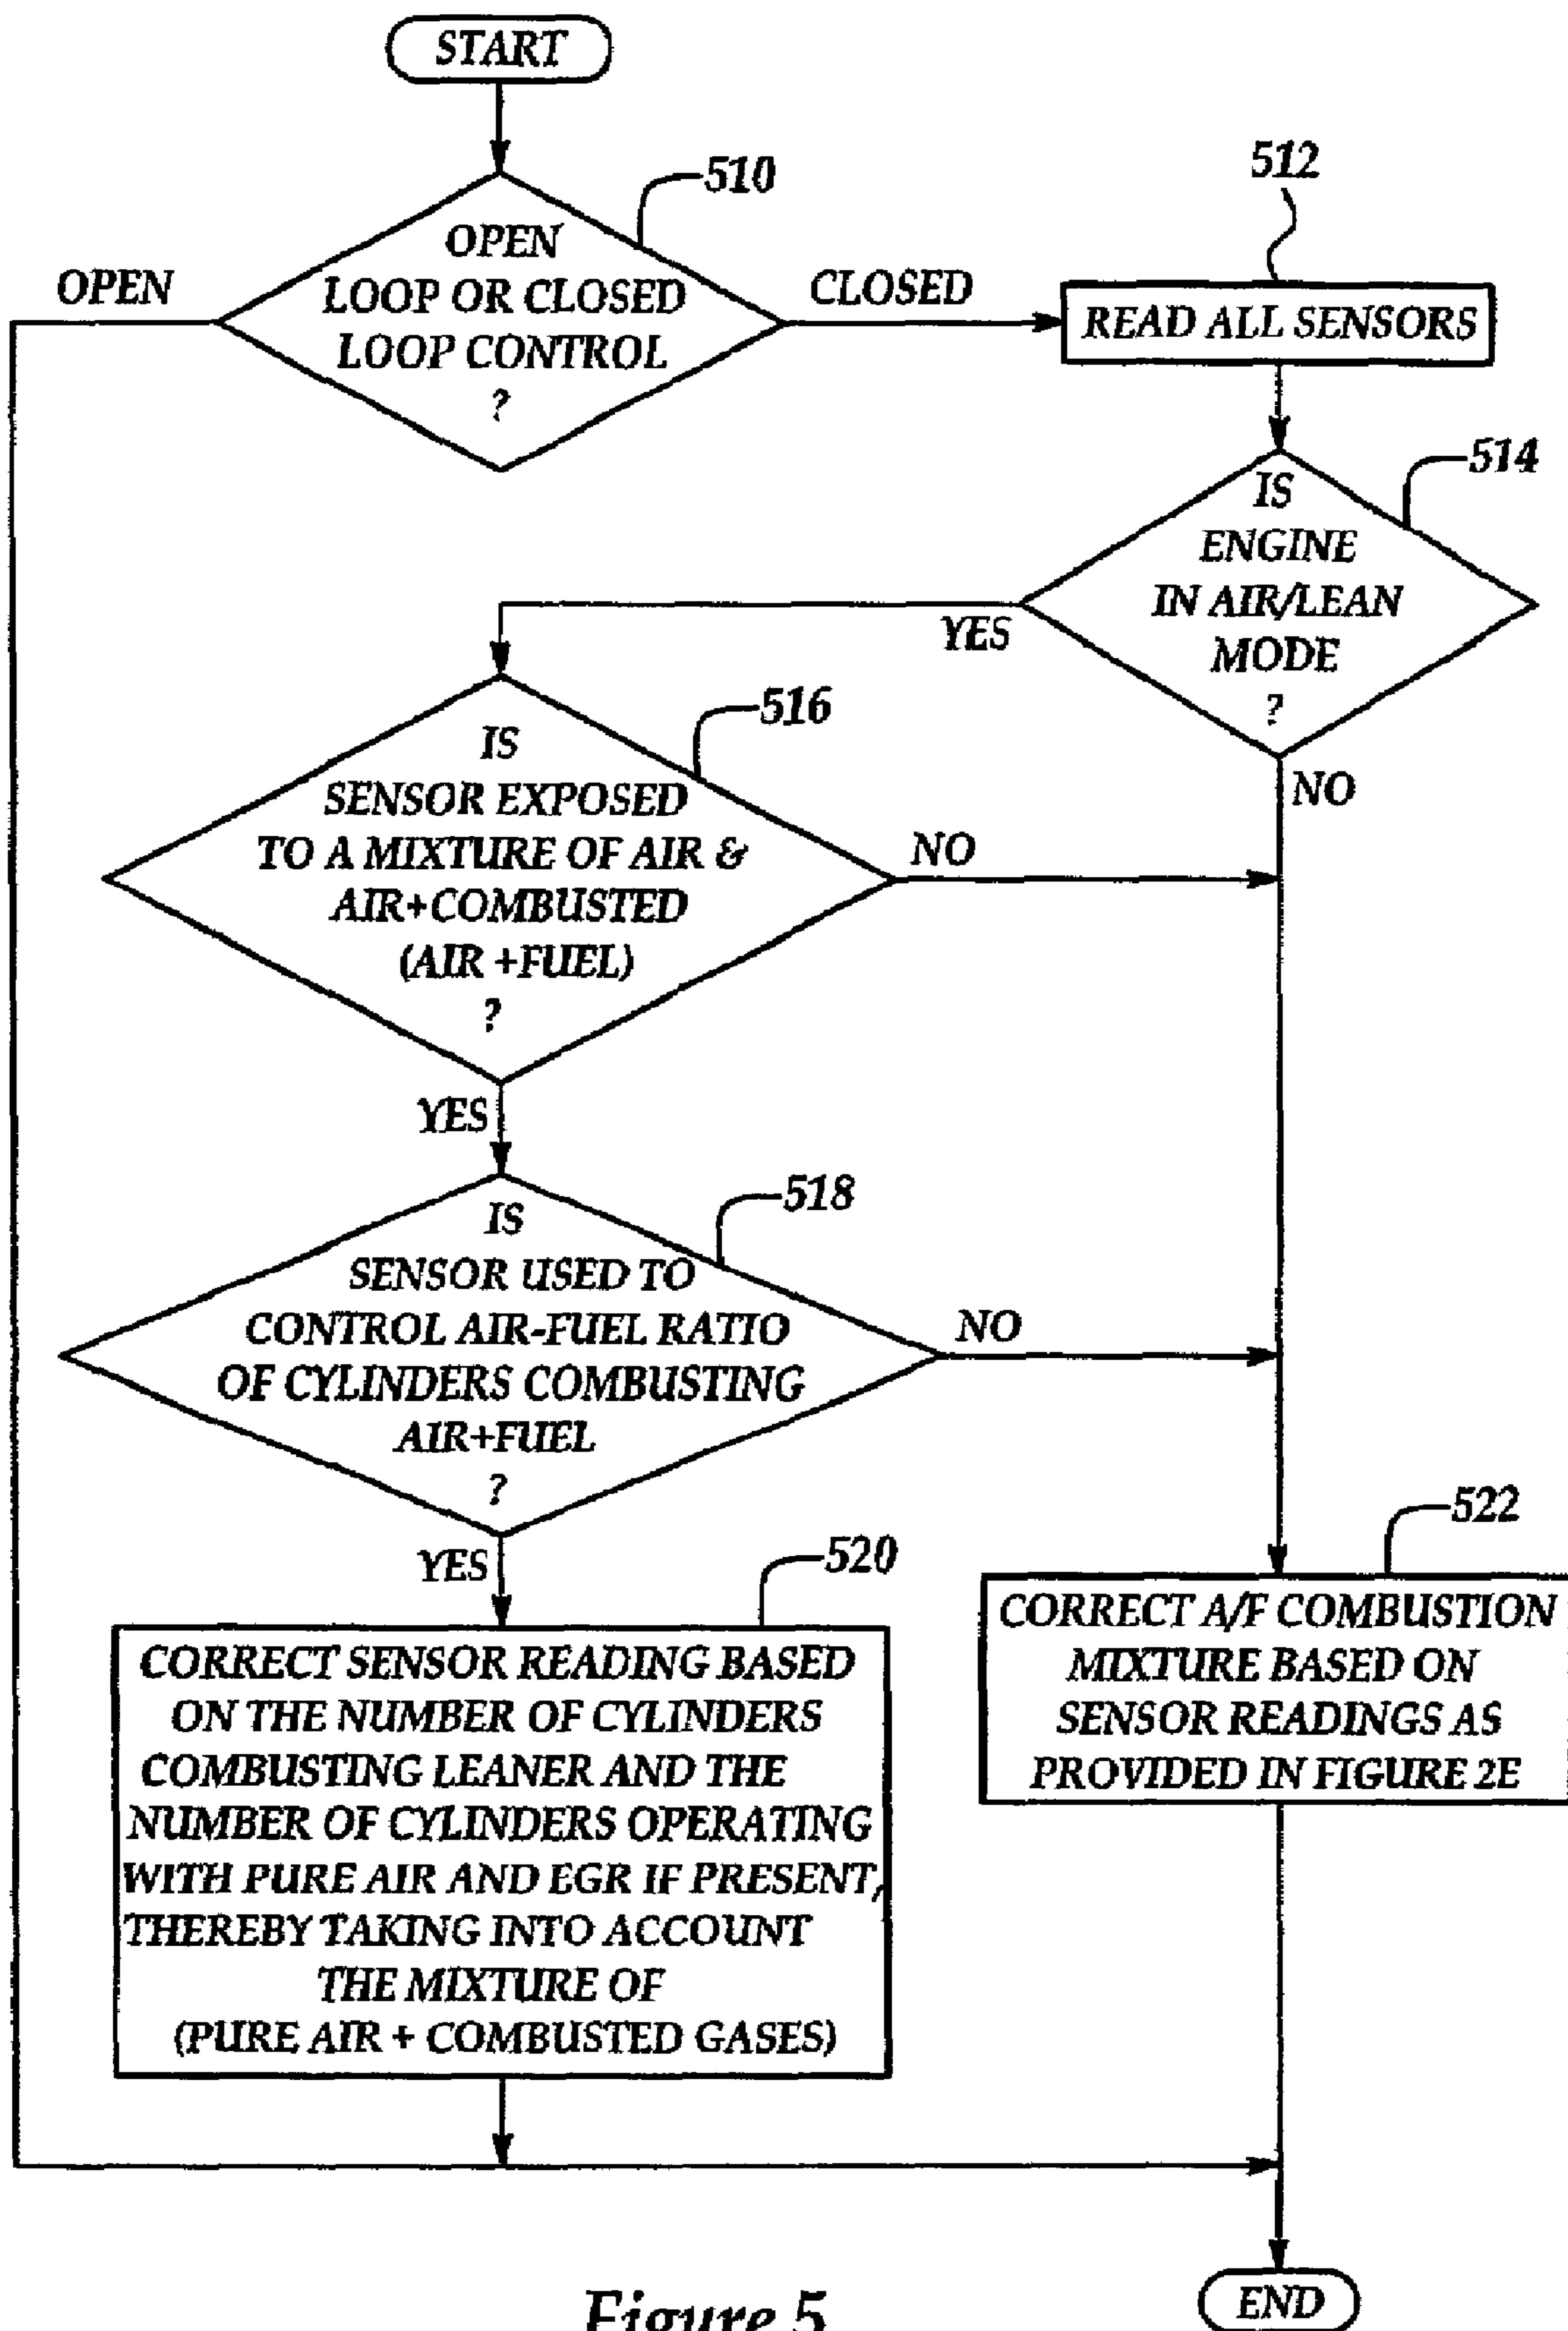 START
510
OPEN
LOOP OR CLOSED
LOOP CONTROL
?
OPEN
CLOSED
512
READ ALL SENSORS
514
IS
ENGINE
IN AIR/LEAN
MODE
?
YES
NO
516
IS
SENSOR EXPOSED
TO A MIXTURE OF AIR &
AIR+COMBUSTED
(AIR +FUEL)
?
NO
YES
518
IS
SENSOR USED TO
CONTROL AIR-FUEL RATIO
OF CYLINDERS COMBUSTING
AIR+FUEL
?
NO
YES
520
CORRECT SENSOR READING BASED
ON THE NUMBER OF CYLINDERS
COMBUSTING LEANER AND THE
NUMBER OF CYLINDERS OPERATING
WITH PURE AIR AND EGR IF PRESENT,
THEREBY TAKING INTO ACCOUNT
THE MIXTURE OF
(PURE AIR + COMBUSTED GASES)
522
CORRECT A/F COMBUSTION
MIXTURE BASED ON
SENSOR READINGS AS
PROVIDED IN FIGURE 2E
END
Figure 5